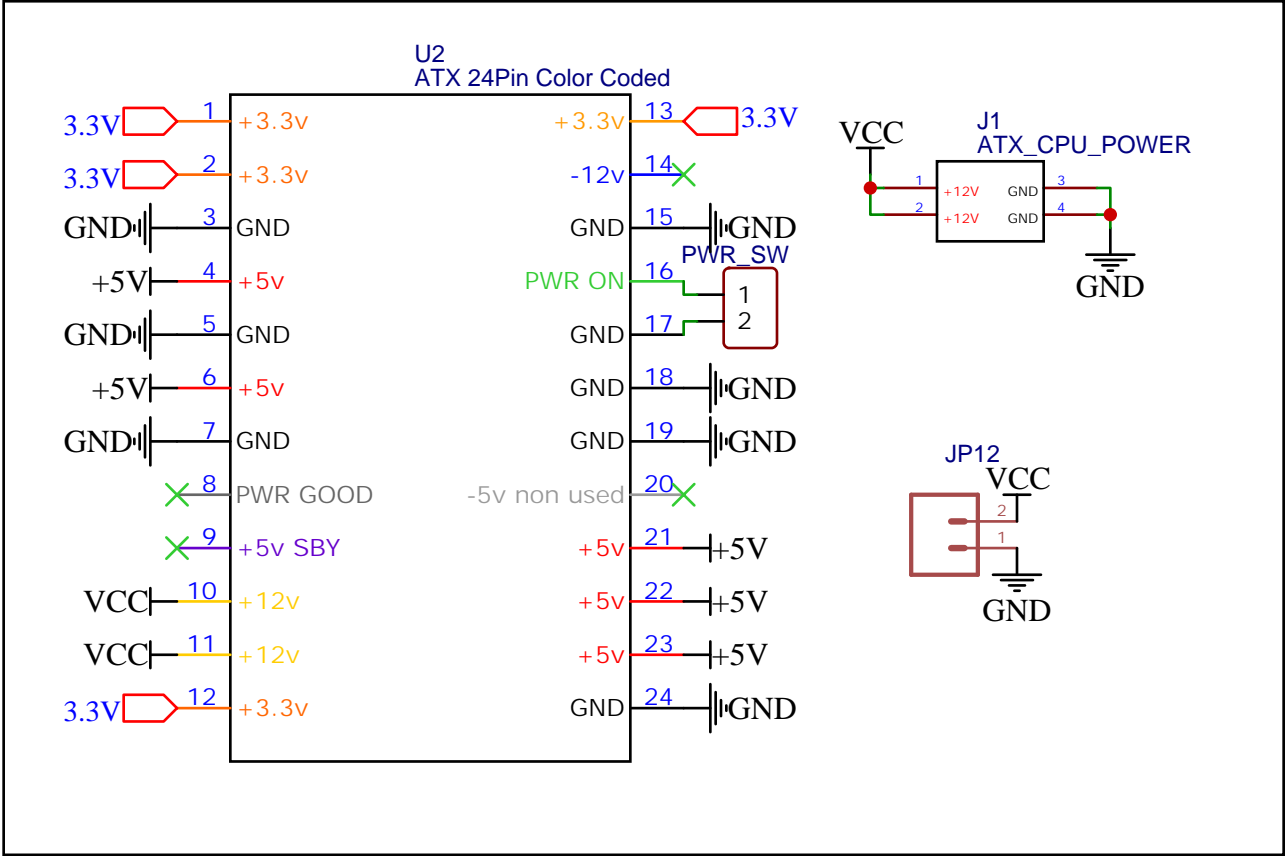 U2
ATX 24Pin Color Coded
3.3V 1 +3.3v
3.3V 2 +3.3v
GND 3 GND
+5V 4 +5v
GND 5 GND
+5V 6 +5v
GND 7 GND
8 PWR GOOD
9 +5v SBY
VCC 10 +12v
VCC 11 +12v
3.3V 12 +3.3v
+3.3v 13 3.3V
-12v 14
GND 15 GND
PWR_SW
PWR ON 16 1
GND 17 2
GND 18 GND
GND 19 GND
-5v non used 20
+5v 21 +5V
+5v 22 +5V
+5v 23 +5V
GND 24 GND
J1
ATX_CPU_POWER
VCC
1 +12V GND 3
2 +12V GND 4
GND
JP12
VCC
2
1
GND